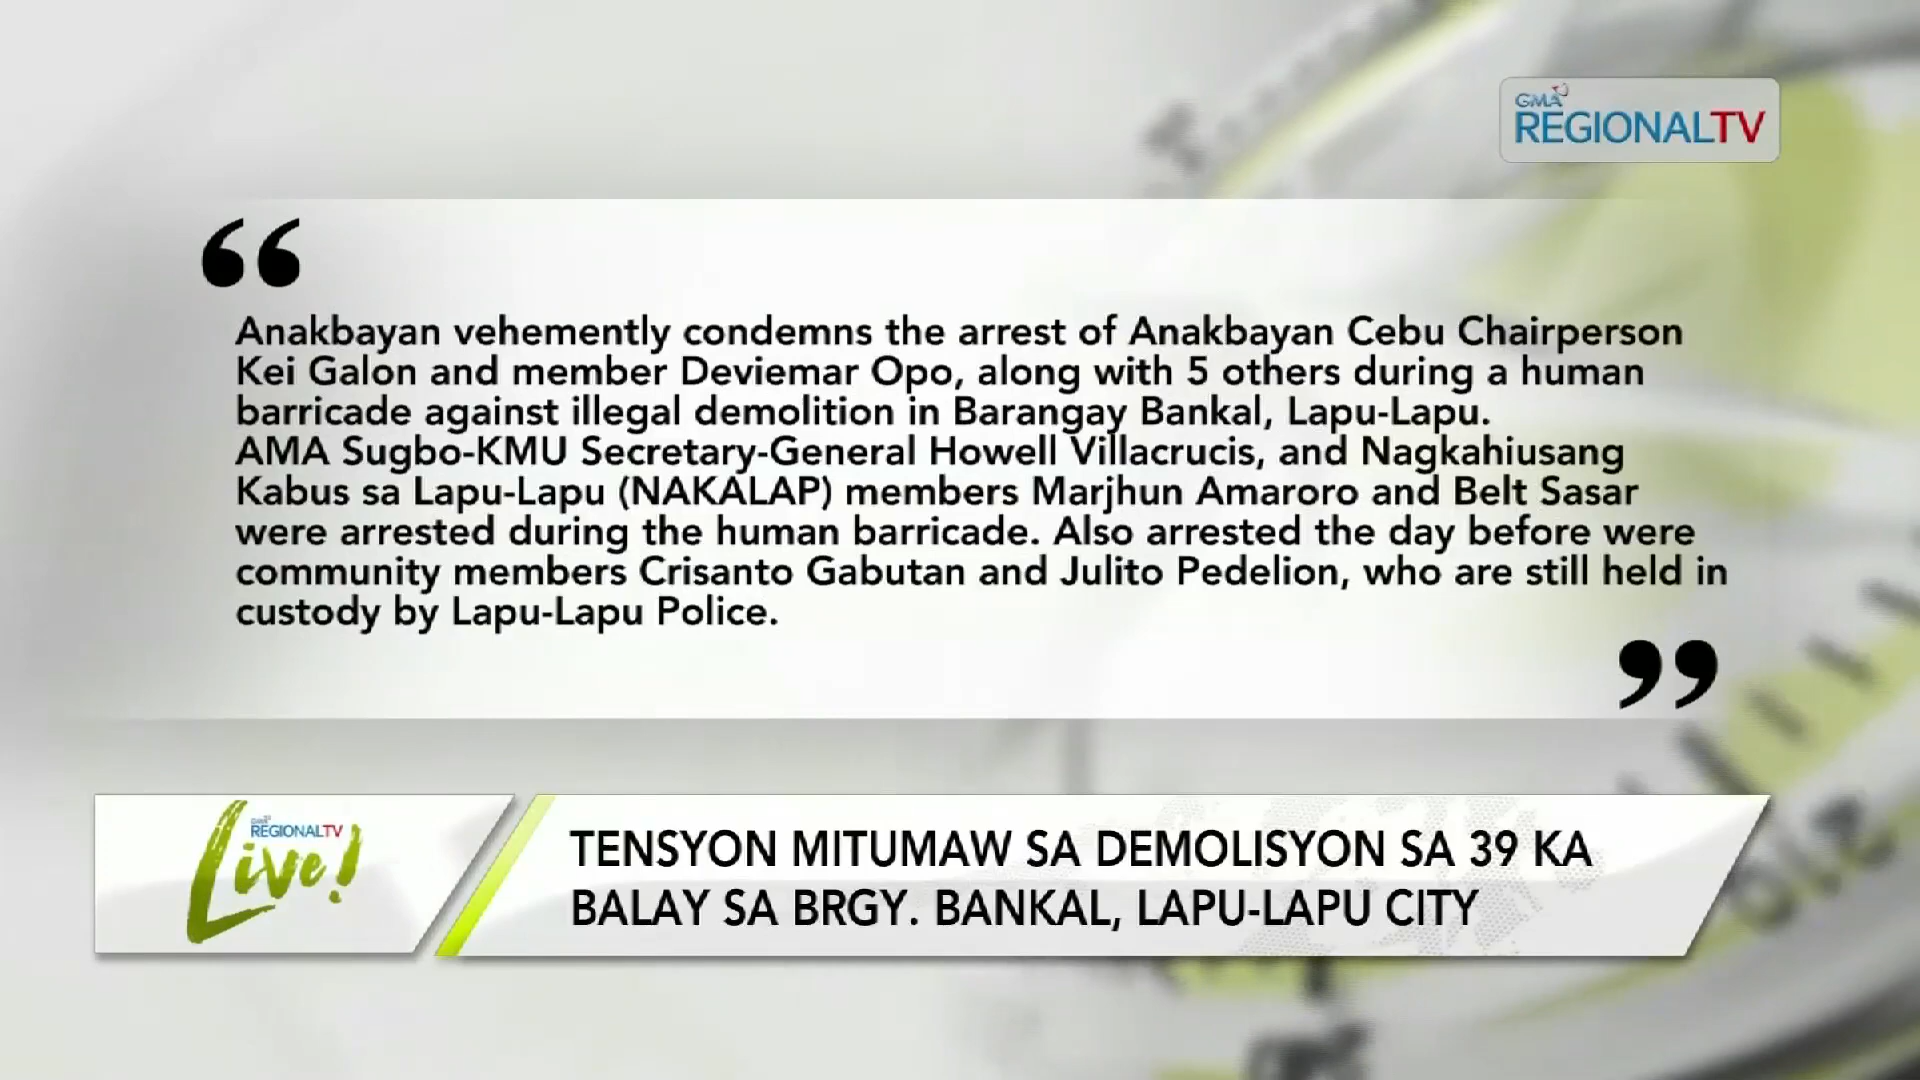 GMA
REGIONALTV
“
Anakbayan vehemently condemns the arrest of Anakbayan Cebu Chairperson
Kei Galon and member Deviemar Opo, along with 5 others during a human
barricade against illegal demolition in Barangay Bankal, Lapu-Lapu.
AMA Sugbo-KMU Secretary-General Howell Villacrucis, and Nagkahiusang
Kabus sa Lapu-Lapu (NAKALAP) members Marjhun Amaroro and Belt Sasar
were arrested during the human barricade. Also arrested the day before were
community members Crisanto Gabutan and Julito Pedelion, who are still held in
custody by Lapu-Lapu Police.
”
GMA
REGIONALTV
Live!
TENSYON MITUMAW SA DEMOLISYON SA 39 KA
BALAY SA BRGY. BANKAL, LAPU-LAPU CITY